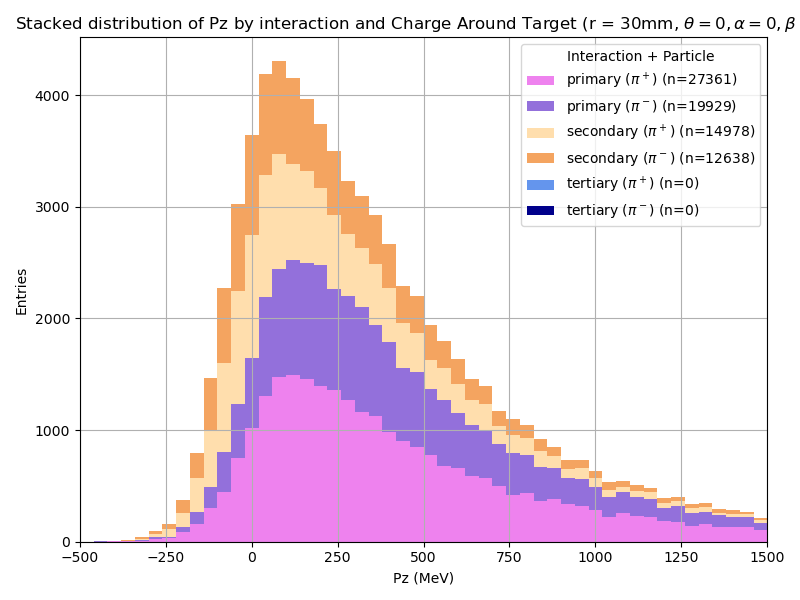 Stacked distribution of Pz by interaction and Charge Around Target (r = 30mm, θ = 0, α = 0, β
Interaction + Particle
primary (π⁺) (n=27361)
primary (π⁻) (n=19929)
secondary (π⁺) (n=14978)
secondary (π⁻) (n=12638)
tertiary (π⁺) (n=0)
tertiary (π⁻) (n=0)
Entries
4000
3000
2000
1000
0
−500
−250
0
250
500
750
1000
1250
1500
Pz (MeV)